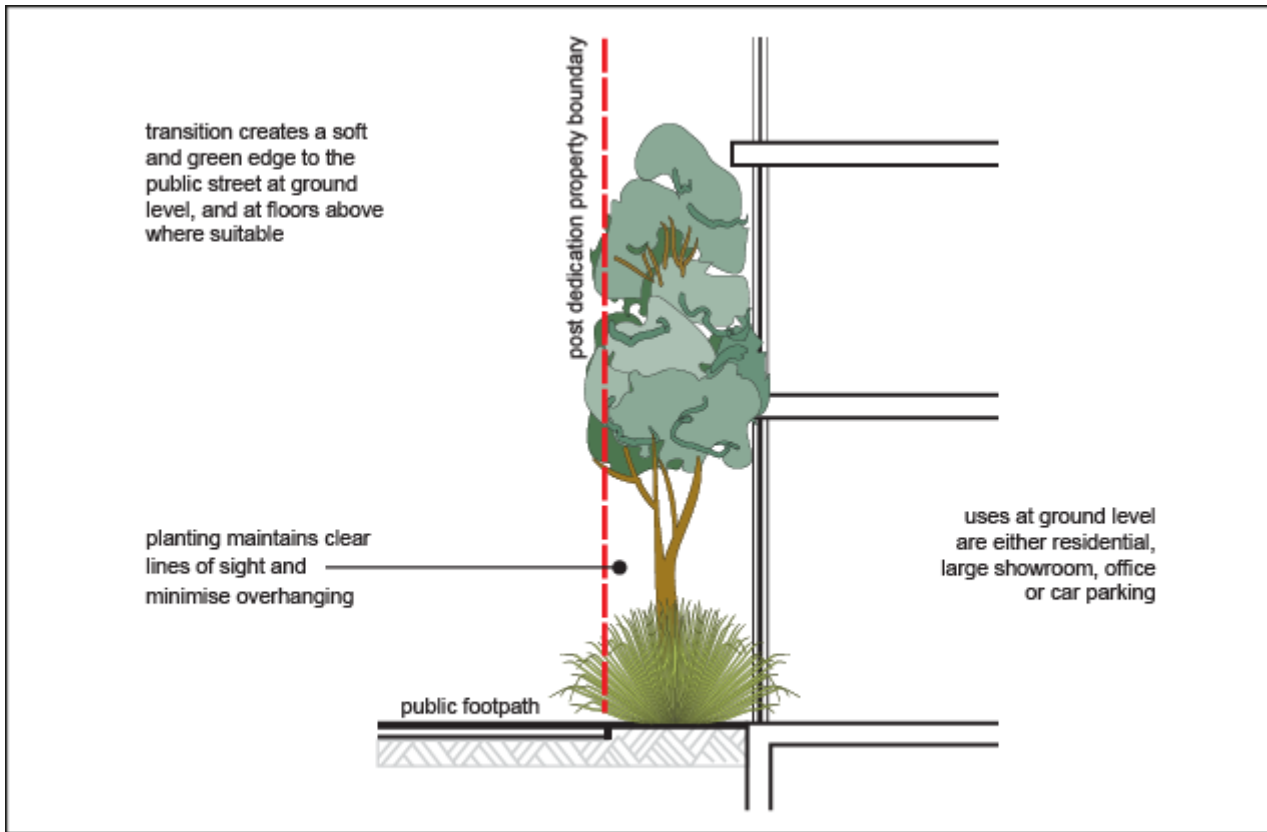 transition creates a soft
and green edge to the
public street at ground
level, and at floors above
where suitable
post dedication property boundary
planting maintains clear
lines of sight and
minimise overhanging
uses at ground level
are either residential,
large showroom, office
or car parking
public footpath